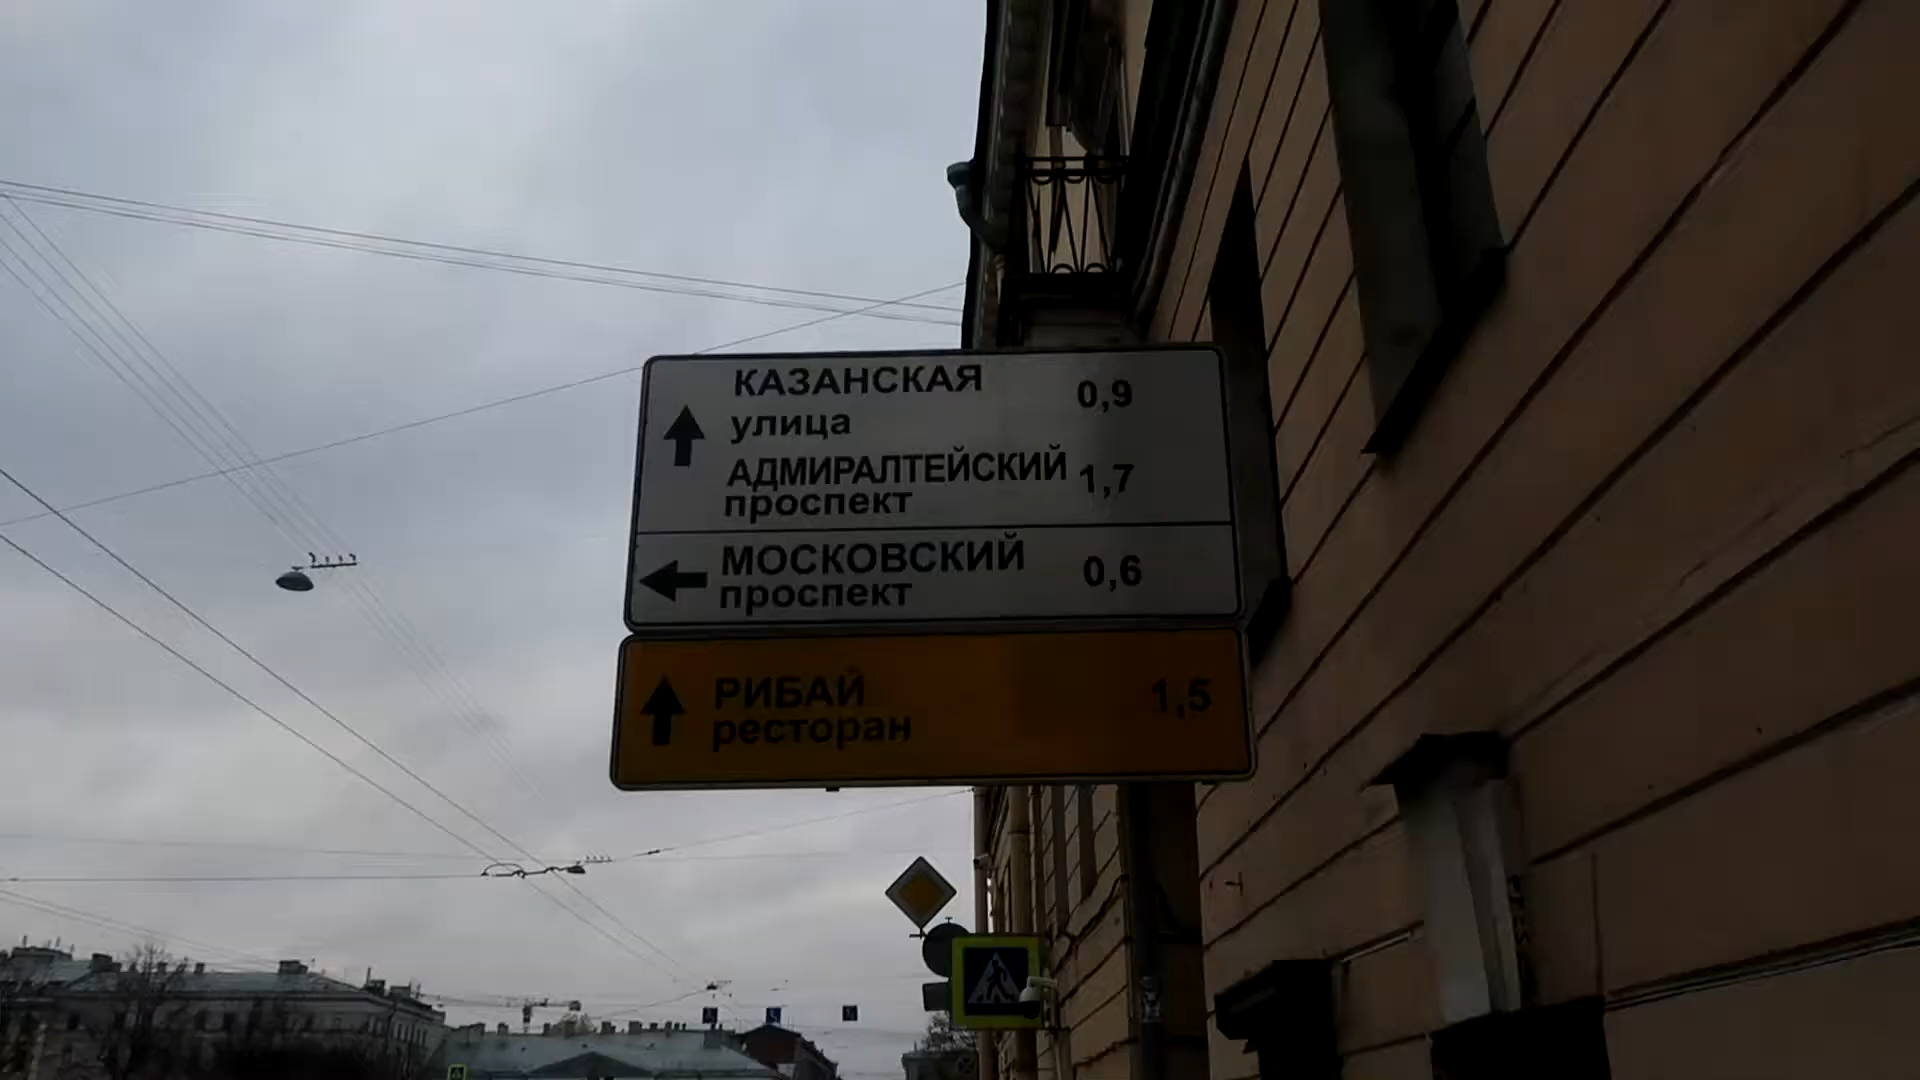 КАЗАНСКАЯ 0,9
улица
АДМИРАЛТЕЙСКИЙ 1,7
проспект
МОСКОВСКИЙ 0,6
проспект
РИБАЙ 1,5
ресторан